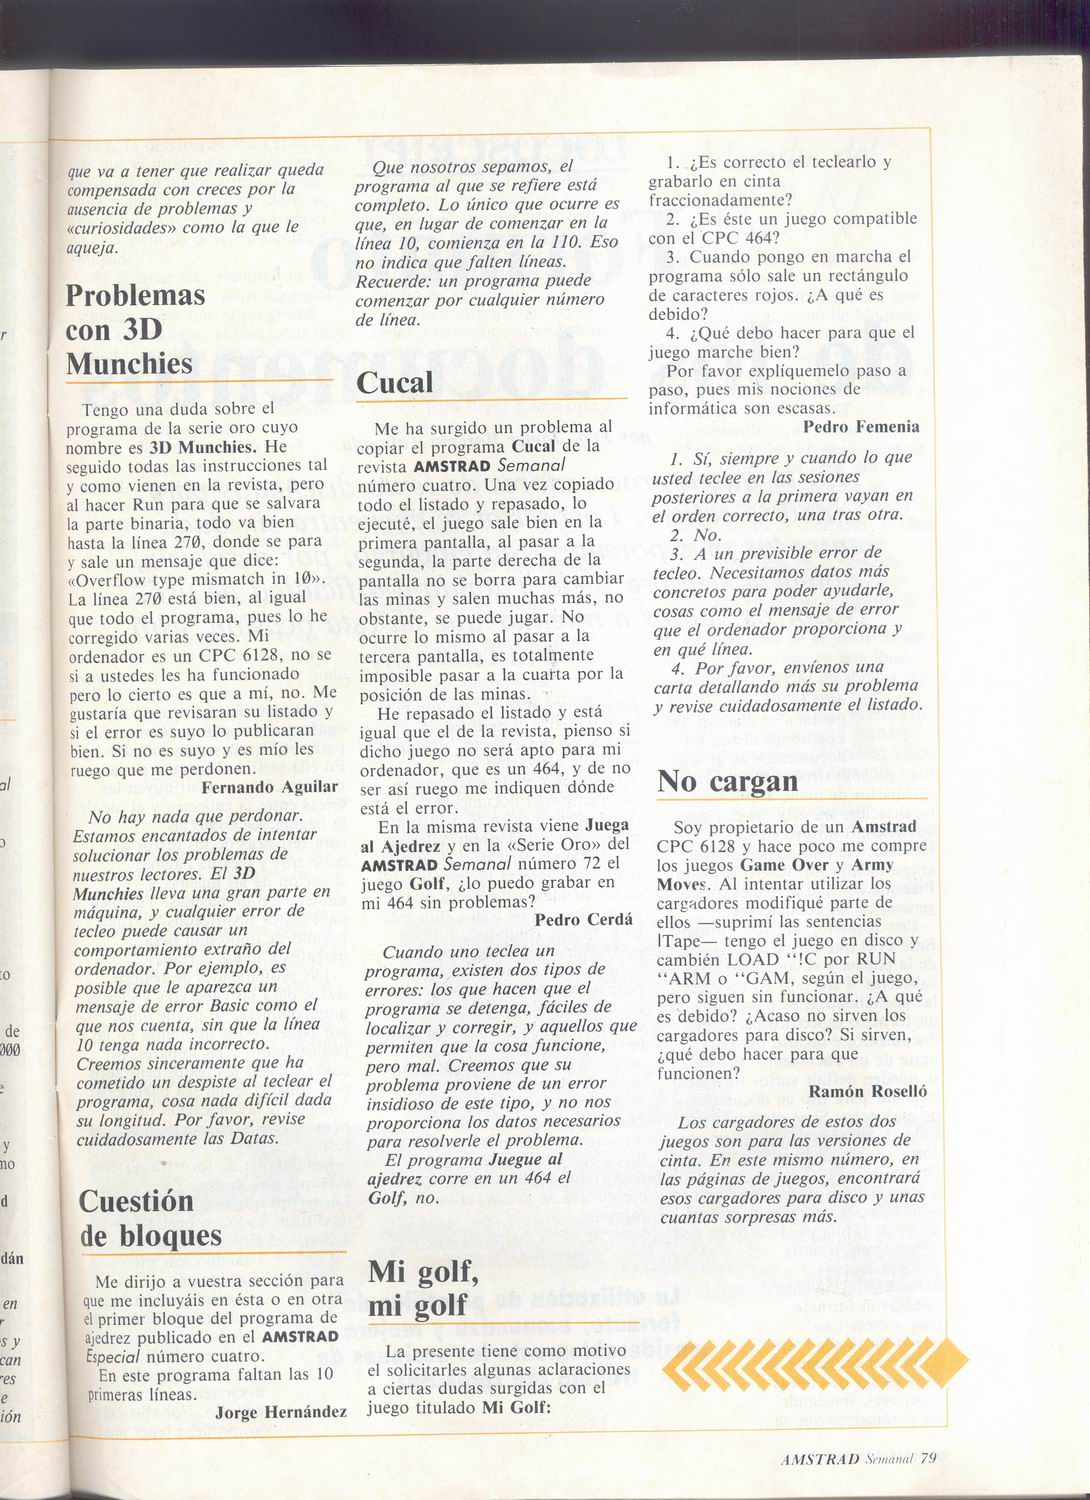 que va a tener que realizar queda
compensada con creces por la
ausencia de problemas y
«curiosidades» como la que le
aqueja.
Problemas
con 3D
Munchies
Tengo una duda sobre el
programa de la serie oro cuyo
nombre es 3D Munchies. He
seguido todas las instrucciones tal
y como vienen en la revista, pero
al hacer Run para que se salvara
la parte binaria, todo va bien
hasta la línea 270, donde se para
y sale un mensaje que dice:
«Overflow type mismatch in 10».
La línea 270 está bien, al igual
que todo el programa, pues lo he
corregido varias veces. Mi
ordenador es un CPC 6128, no se
si a ustedes les ha funcionado
pero lo cierto es que a mí, no. Me
gustaría que revisaran su listado y
si el error es suyo lo publicaran
bien. Si no es suyo y es mío les
ruego que me perdonen.
Fernando Aguilar
No hay nada que perdonar.
Estamos encantados de intentar
solucionar los problemas de
nuestros lectores. El 3D
Munchies lleva una gran parte en
máquina, y cualquier error de
tecleo puede causar un
comportamiento extraño del
ordenador. Por ejemplo, es
posible que le aparezca un
mensaje de error Basic como el
que nos cuenta, sin que la línea
10 tenga nada incorrecto.
Creemos sinceramente que ha
cometido un despiste al teclear el
programa, cosa nada difícil dada
su longitud. Por favor, revise
cuidadosamente las Datas.
Cuestión
de bloques
Me dirijo a vuestra sección para
que me incluyáis en ésta o en otra
el primer bloque del programa de
ajedrez publicado en el AMSTRAD
Especial número cuatro.
En este programa faltan las 10
primeras líneas.
Jorge Hernández
Que nosotros sepamos, el
programa al que se refiere está
completo. Lo único que ocurre es
que, en lugar de comenzar en la
línea 10, comienza en la 110. Eso
no indica que falten líneas.
Recuerde: un programa puede
comenzar por cualquier número
de línea.
Cucal
Me ha surgido un problema al
copiar el programa Cucal de la
revista AMSTRAD Semanal
número cuatro. Una vez copiado
todo el listado y repasado, lo
ejecuté, el juego sale bien en la
primera pantalla, al pasar a la
segunda, la parte derecha de la
pantalla no se borra para cambiar
las minas y salen muchas más, no
obstante, se puede jugar. No
ocurre lo mismo al pasar a la
tercera pantalla, es totalmente
imposible pasar a la cuarta por la
posición de las minas.
He repasado el listado y está
igual que el de la revista, pienso si
dicho juego no será apto para mi
ordenador, que es un 464, y de no
ser así ruego me indiquen dónde
está el error.
En la misma revista viene Juega
al Ajedrez y en la «Serie Oro» del
AMSTRAD Semanal número 72 el
juego Golf, ¿lo puedo grabar en
mi 464 sin problemas?
Pedro Cerdá
Cuando uno teclea un
programa, existen dos tipos de
errores: los que hacen que el
programa se detenga, fáciles de
localizar y corregir, y aquellos que
permiten que la cosa funcione,
pero mal. Creemos que su
problema proviene de un error
insidioso de este tipo, y no nos
proporciona los datos necesarios
para resolverle el problema.
El programa Juegue al
ajedrez corre en un 464 el
Golf, no.
Mi golf,
mi golf
La presente tiene como motivo
el solicitarles algunas aclaraciones
a ciertas dudas surgidas con el
juego titulado Mi Golf:
1. ¿Es correcto el teclearlo y
grabarlo en cinta
fraccionadamente?
2. ¿Es éste un juego compatible
con el CPC 464?
3. Cuando pongo en marcha el
programa sólo sale un rectángulo
de caracteres rojos. ¿A qué es
debido?
4. ¿Qué debo hacer para que el
juego marche bien?
Por favor explíquemelo paso a
paso, pues mis nociones de
informática son escasas.
Pedro Femenia
1. Sí, siempre y cuando lo que
usted teclee en las sesiones
posteriores a la primera vayan en
el orden correcto, una tras otra.
2. No.
3. A un previsible error de
tecleo. Necesitamos datos más
concretos para poder ayudarle,
cosas como el mensaje de error
que el ordenador proporciona y
en qué línea.
4. Por favor, envíenos una
carta detallando más su problema
y revise cuidadosamente el listado.
No cargan
Soy propietario de un Amstrad
CPC 6128 y hace poco me compre
los juegos Game Over y Army
Moves. Al intentar utilizar los
cargadores modifiqué parte de
ellos —suprimí las sentencias
|Tape— tengo el juego en disco y
cambién LOAD “!C por RUN
“ARM o “GAM, según el juego,
pero siguen sin funcionar. ¿A qué
es debido? ¿Acaso no sirven los
cargadores para disco? Si sirven,
¿qué debo hacer para que
funcionen?
Ramón Roselló
Los cargadores de estos dos
juegos son para las versiones de
cinta. En este mismo número, en
las páginas de juegos, encontrará
esos cargadores para disco y unas
cuantas sorpresas más.
AMSTRAD Semanal 79